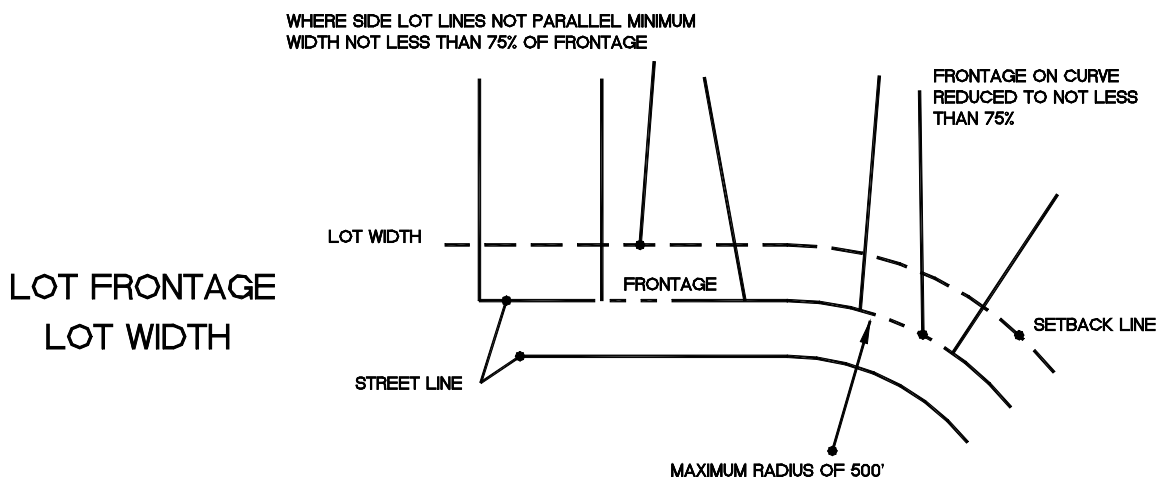 WHERE SIDE LOT LINES NOT PARALLEL MINIMUM
WIDTH NOT LESS THAN 75% OF FRONTAGE
FRONTAGE ON CURVE
REDUCED TO NOT LESS
THAN 75%
LOT WIDTH
LOT FRONTAGE
LOT WIDTH
FRONTAGE
SETBACK LINE
STREET LINE
MAXIMUM RADIUS OF 500'